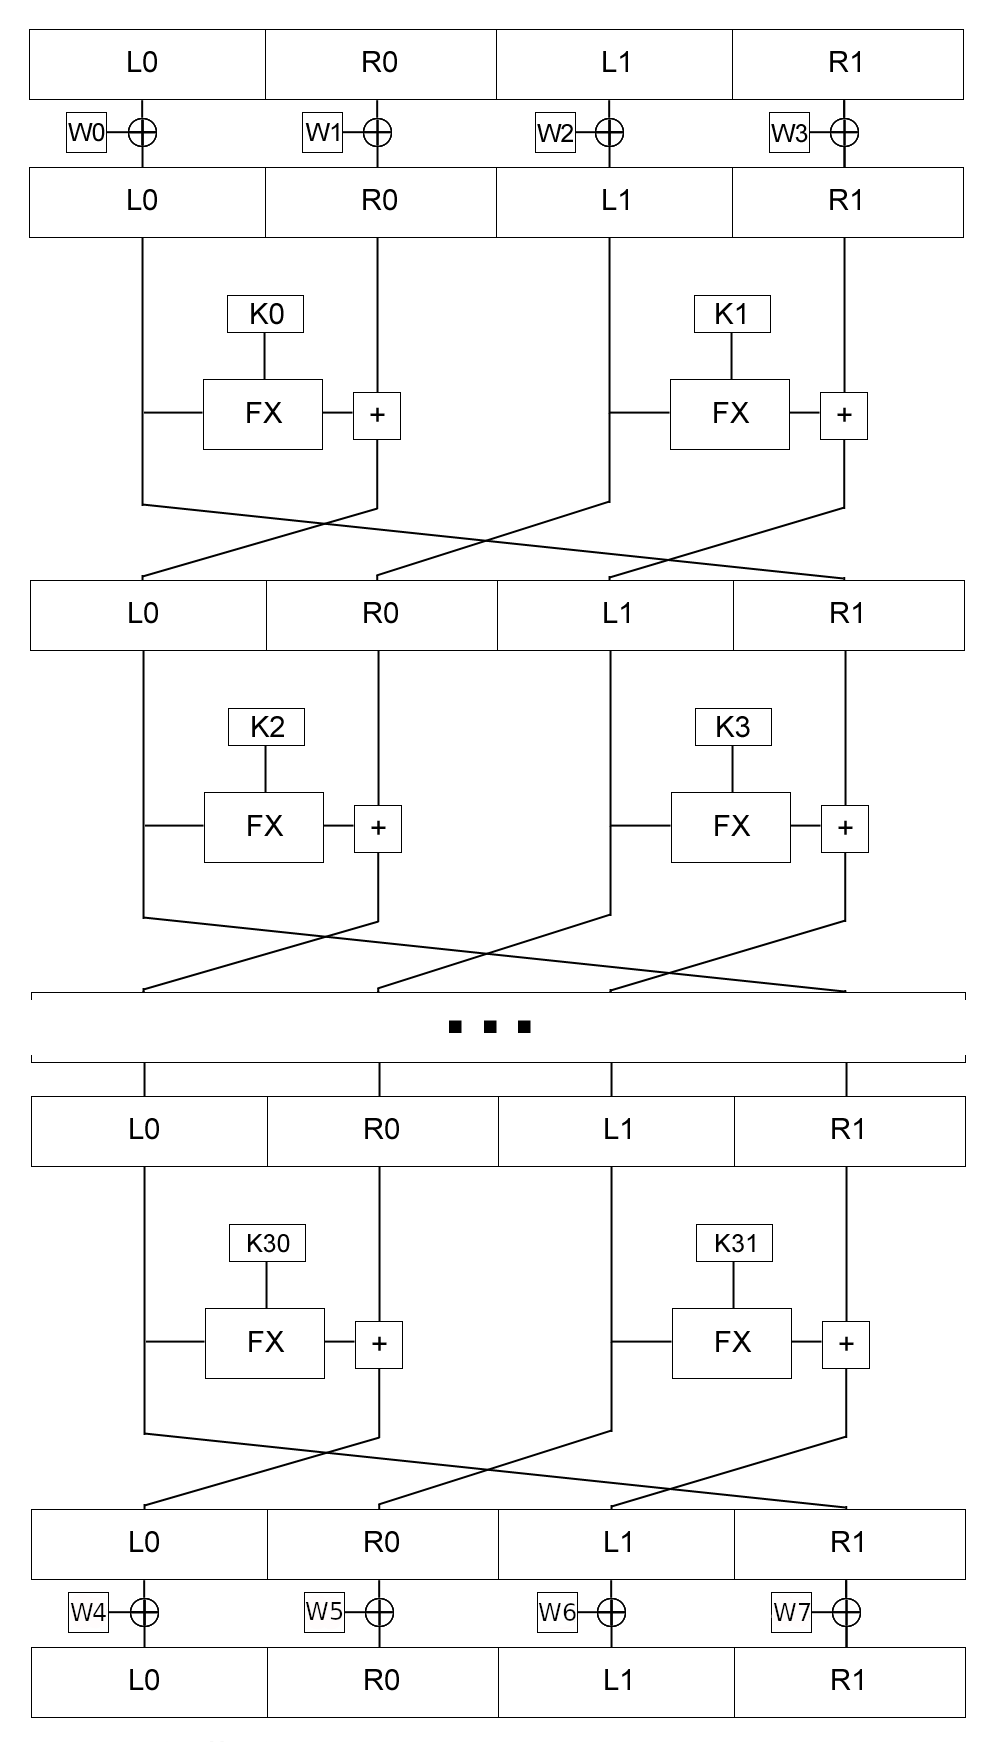 L0 R0 L1 R1
W0 W1 W2 W3
L0 R0 L1 R1
K0 K1
FX + FX +
L0 R0 L1 R1
K2 K3
FX + FX +
...
L0 R0 L1 R1
K30 K31
FX + FX +
L0 R0 L1 R1
W4 W5 W6 W7
L0 R0 L1 R1